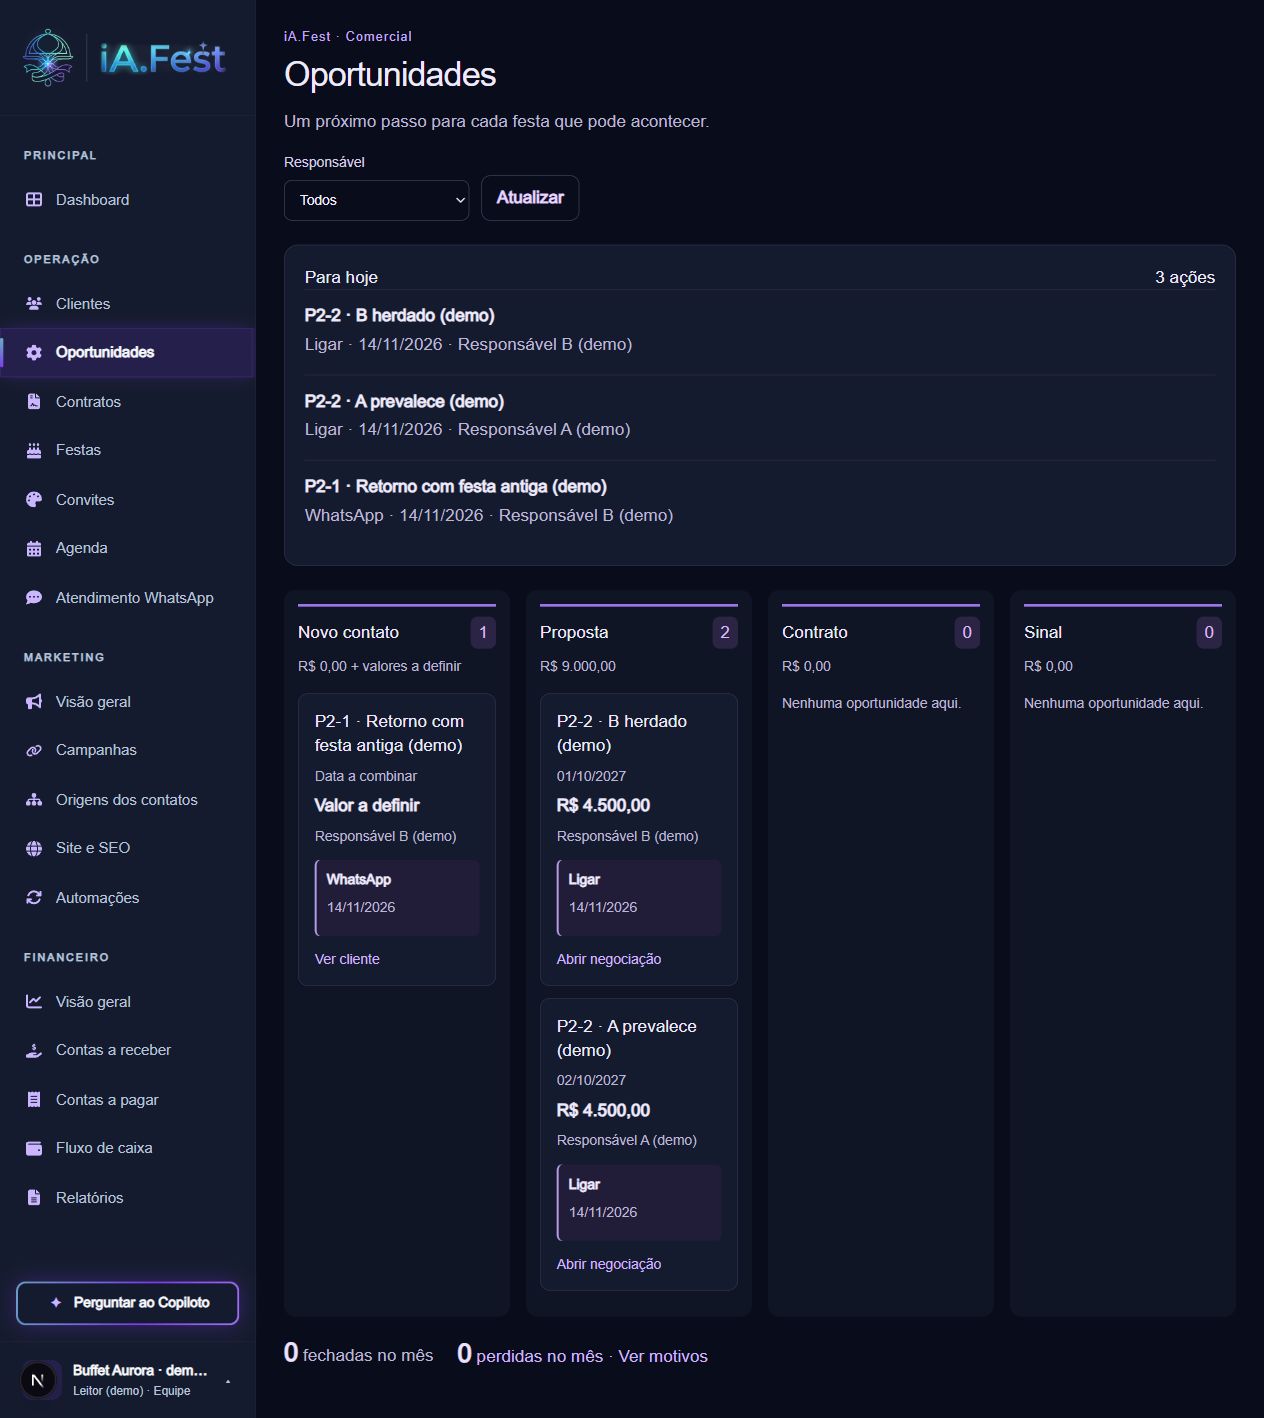 iA.Fest
PRINCIPAL
Dashboard
OPERAÇÃO
Clientes
Oportunidades
Contratos
Festas
Convites
Agenda
Atendimento WhatsApp
MARKETING
Visão geral
Campanhas
Origens dos contatos
Site e SEO
Automações
FINANCEIRO
Visão geral
Contas a receber
Contas a pagar
Fluxo de caixa
Relatórios
Perguntar ao Copiloto
N
Buffet Aurora · dem...
Leitor (demo) · Equipe
iA.Fest · Comercial
Oportunidades
Um próximo passo para cada festa que pode acontecer.
Responsável
Todos
Atualizar
Para hoje
3 ações
P2-2 · B herdado (demo)
Ligar · 14/11/2026 · Responsável B (demo)
P2-2 · A prevalece (demo)
Ligar · 14/11/2026 · Responsável A (demo)
P2-1 · Retorno com festa antiga (demo)
WhatsApp · 14/11/2026 · Responsável B (demo)
Novo contato 1
R$ 0,00 + valores a definir
P2-1 · Retorno com
festa antiga (demo)
Data a combinar
Valor a definir
Responsável B (demo)
WhatsApp
14/11/2026
Ver cliente
Proposta 2
R$ 9.000,00
P2-2 · B herdado
(demo)
01/10/2027
R$ 4.500,00
Responsável B (demo)
Ligar
14/11/2026
Abrir negociação
P2-2 · A prevalece
(demo)
02/10/2027
R$ 4.500,00
Responsável A (demo)
Ligar
14/11/2026
Abrir negociação
Contrato 0
R$ 0,00
Nenhuma oportunidade aqui.
Sinal 0
R$ 0,00
Nenhuma oportunidade aqui.
0 fechadas no mês
0 perdidas no mês · Ver motivos